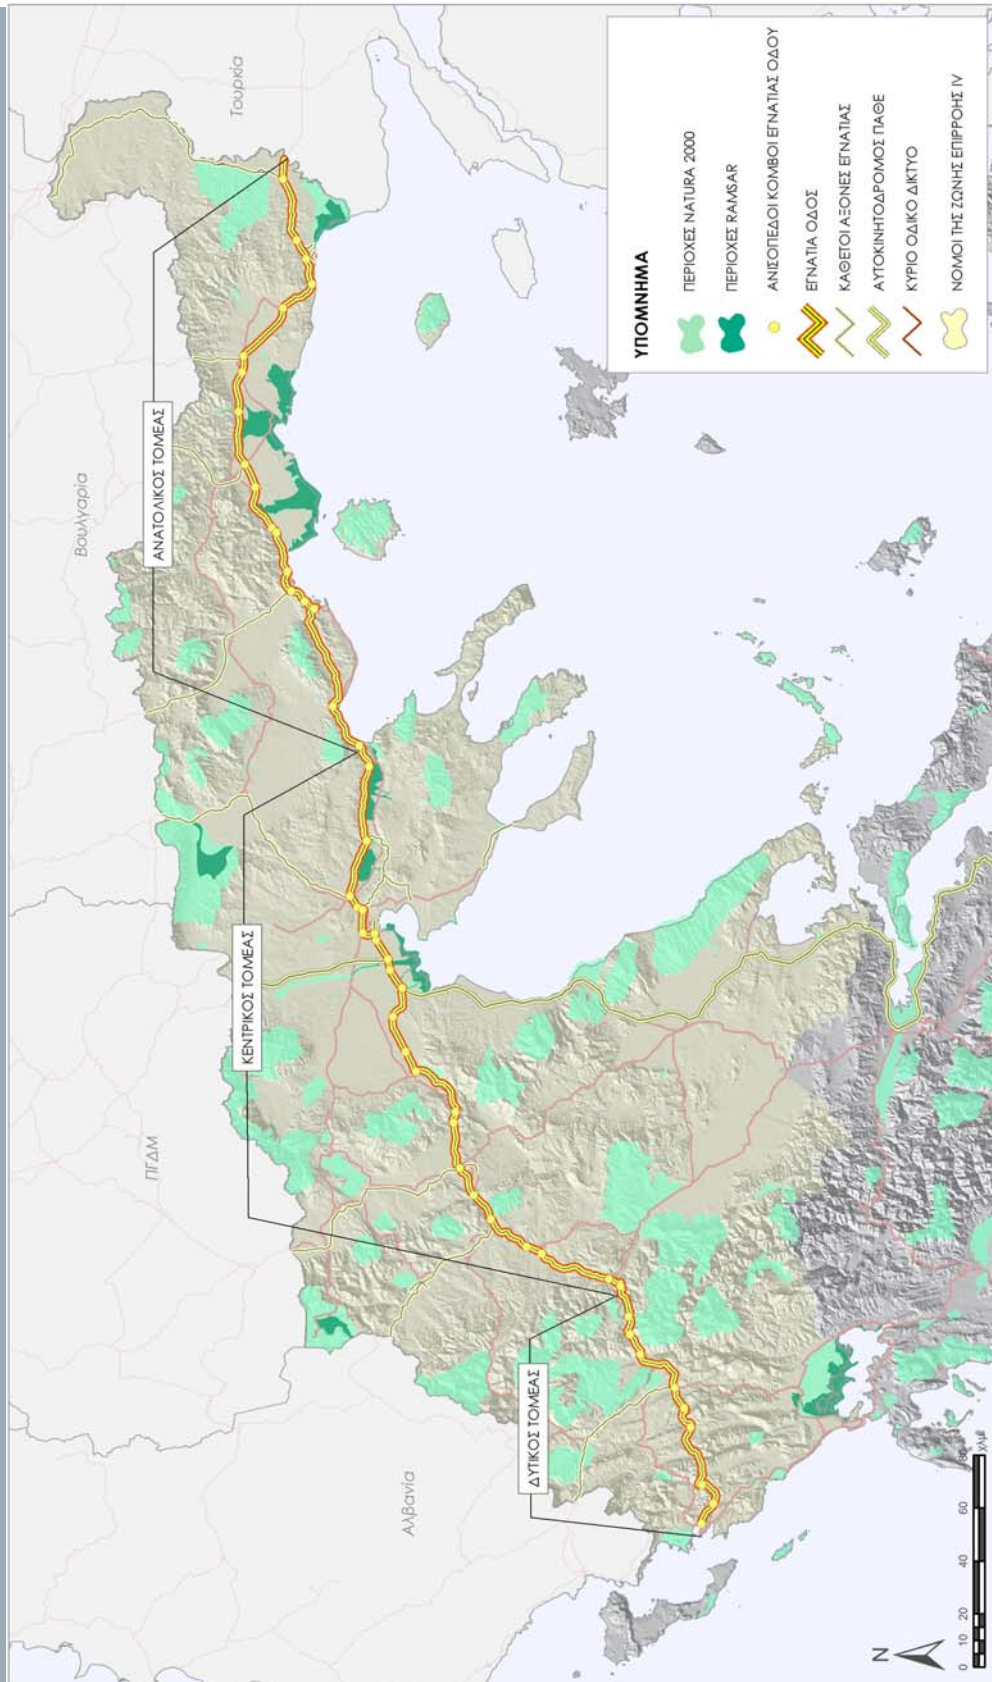 Αλβανία
ΠΓΔΜ
Βουλγαρία
Τουρκία
ΔΥΤΙΚΟΣ ΤΟΜΕΑΣ
ΚΕΝΤΡΙΚΟΣ ΤΟΜΕΑΣ
ΑΝΑΤΟΛΙΚΟΣ ΤΟΜΕΑΣ
ΥΠΟΜΝΗΜΑ
ΠΕΡΙΟΧΕΣ NATURA 2000
ΠΕΡΙΟΧΕΣ RAMSAR
ΑΝΙΣΟΠΕΔΟΙ ΚΟΜΒΟΙ ΕΓΝΑΤΙΑΣ ΟΔΟΥ
ΕΓΝΑΤΙΑ ΟΔΟΣ
ΚΑΘΕΤΟΙ ΑΞΟΝΕΣ ΕΓΝΑΤΙΑΣ
ΑΥΤΟΚΙΝΗΤΟΔΡΟΜΟΣ ΠΑΘΕ
ΚΥΡΙΟ ΟΔΙΚΟ ΔΙΚΤΥΟ
ΝΟΜΟΙ ΤΗΣ ΖΩΝΗΣ ΕΠΙΡΡΟΗΣ IV
N
0 10 20 40 60 80
χλμ